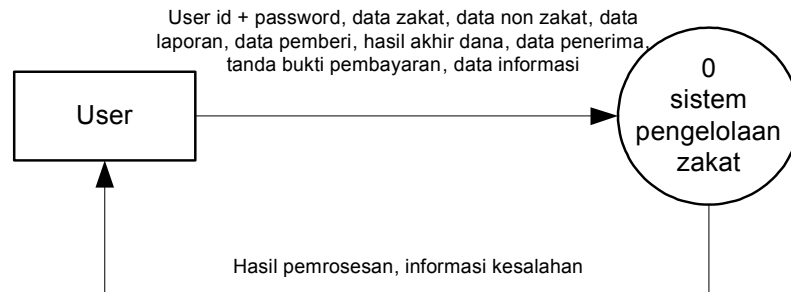 User id + password, data zakat, data non zakat, data
laporan, data pemberi, hasil akhir dana, data penerima,
tanda bukti pembayaran, data informasi
User
0
sistem
pengelolaan
zakat
Hasil pemrosesan, informasi kesalahan